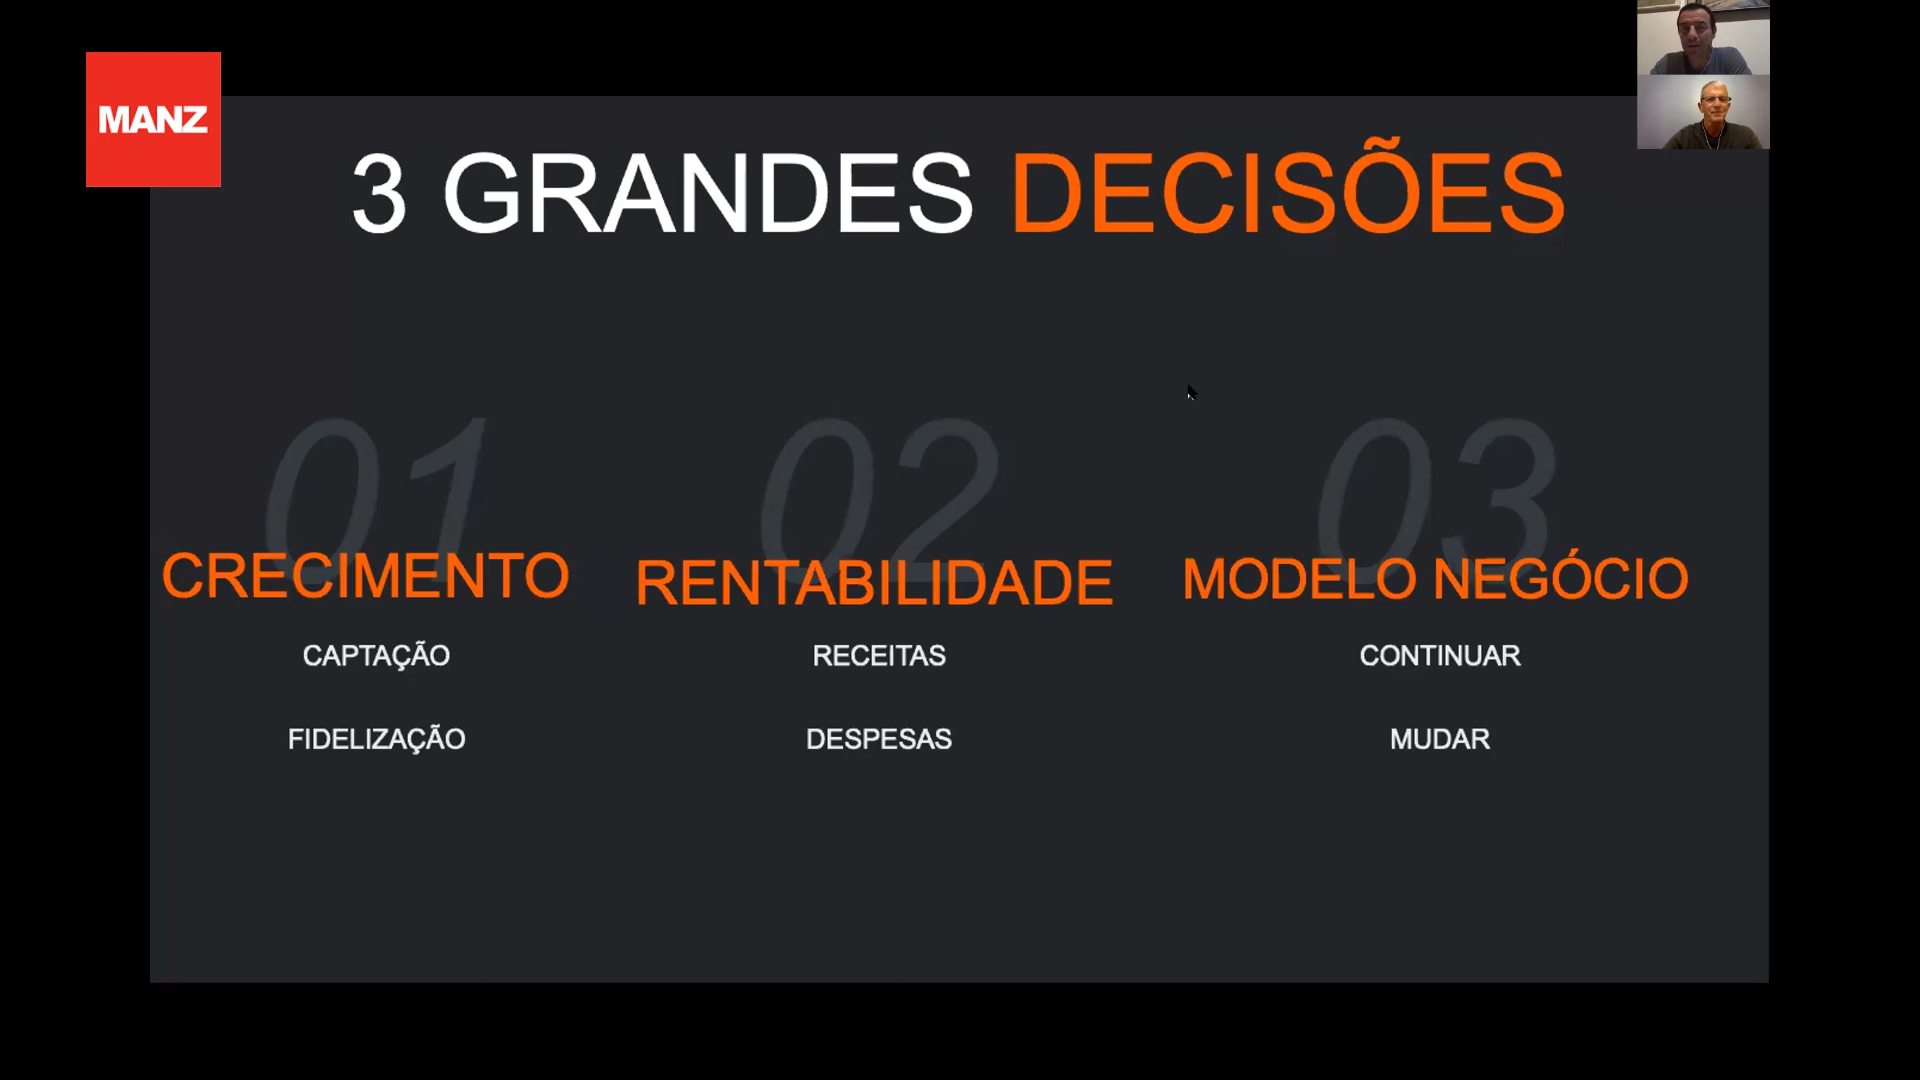 MANZ
3 GRANDES DECISÕES
01
02
03
CRECIMENTO
RENTABILIDADE
MODELO NEGÓCIO
CAPTAÇÃO
RECEITAS
CONTINUAR
FIDELIZAÇÃO
DESPESAS
MUDAR